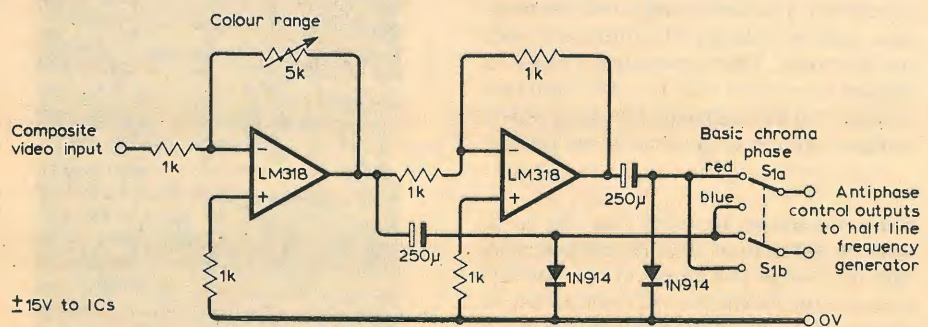 Colour range
5k
1k
Composite
video input
1k
LM318
1k
LM318
250μ
Basic chroma
phase
red
S1a
blue
Antiphase
control outputs
to half-line
frequency
generator
250μ
1k
1k
1N914
1N914
S1b
±15V to ICs
0V
−
+
−
+